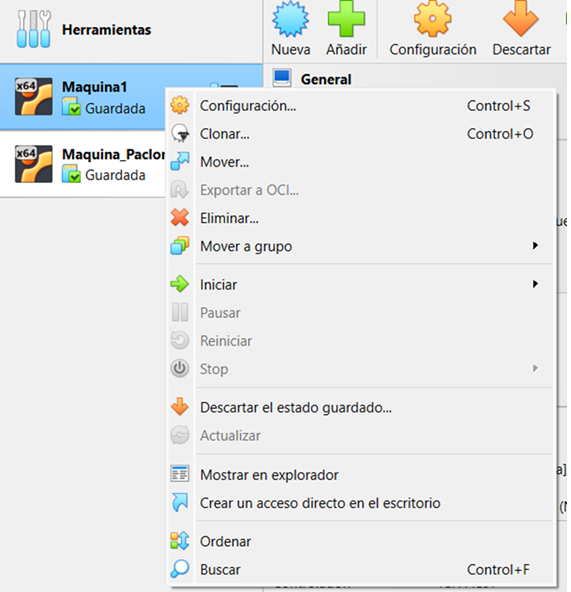 Herramientas
Nueva Añadir Configuración Descartar
General
x64 Maquina1
Guardada
x64 Maquina_Paclo
Guardada
Configuración... Control+S
Clonar... Control+O
Mover...
Exportar a OCI...
Eliminar...
Mover a grupo
Iniciar
Pausar
Reiniciar
Stop
Descartar el estado guardado...
Actualizar
Mostrar en explorador
Crear un acceso directo en el escritorio
Ordenar
Buscar Control+F